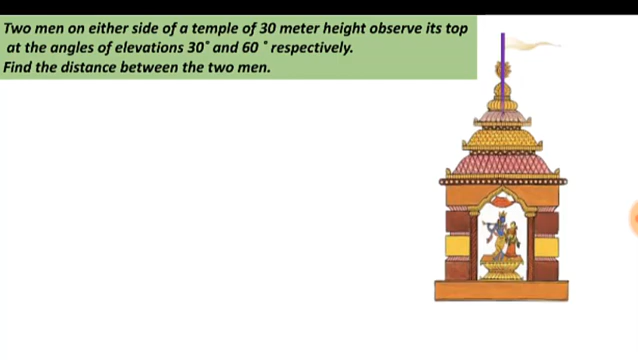 Two men on either side of a temple of 30 meter height observe its top
at the angles of elevations 30° and 60 ° respectively.
Find the distance between the two men.